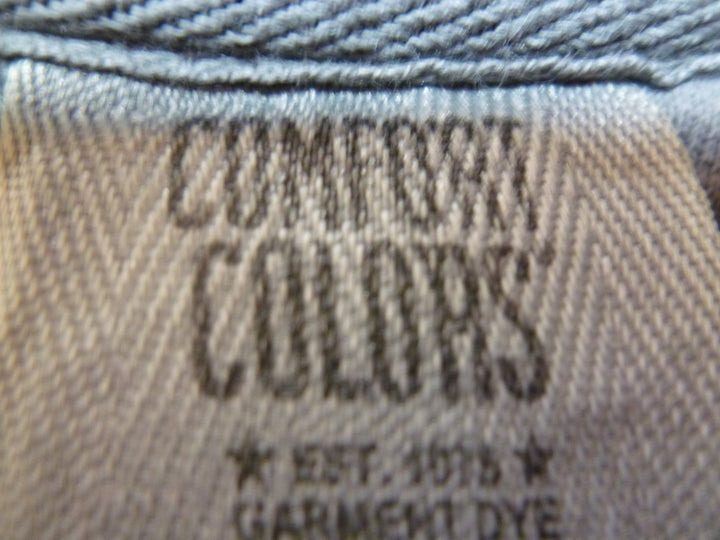 COMFORT
COLORS
★ EST. 1975 ★
GARMENT DYE